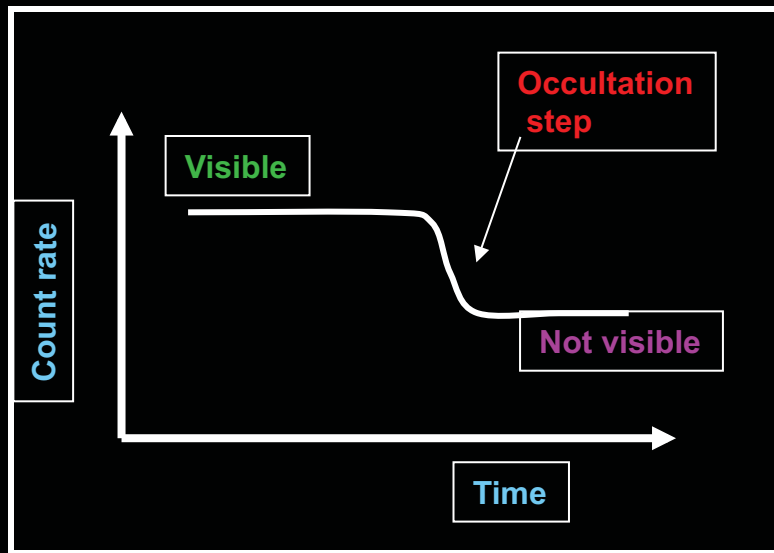 Occultation
step
Visible
Count rate
Not visible
Time